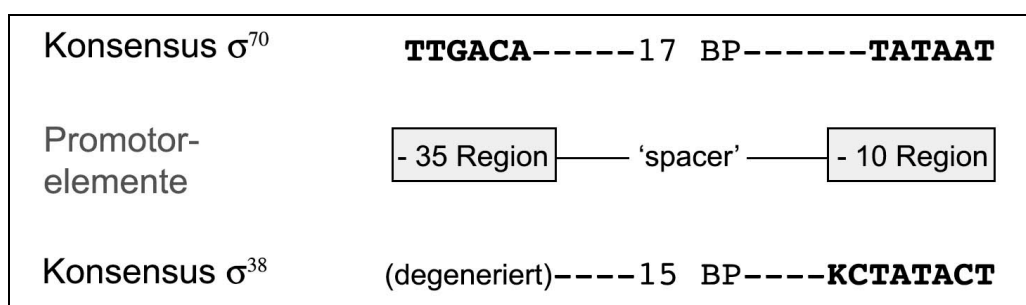 Konsensus σ70 TTGACA-----17 BP------TATAAT
Promotor-
elemente
- 35 Region ‘spacer’ - 10 Region
Konsensus σ38 (degeneriert)----15 BP----KCTATACT